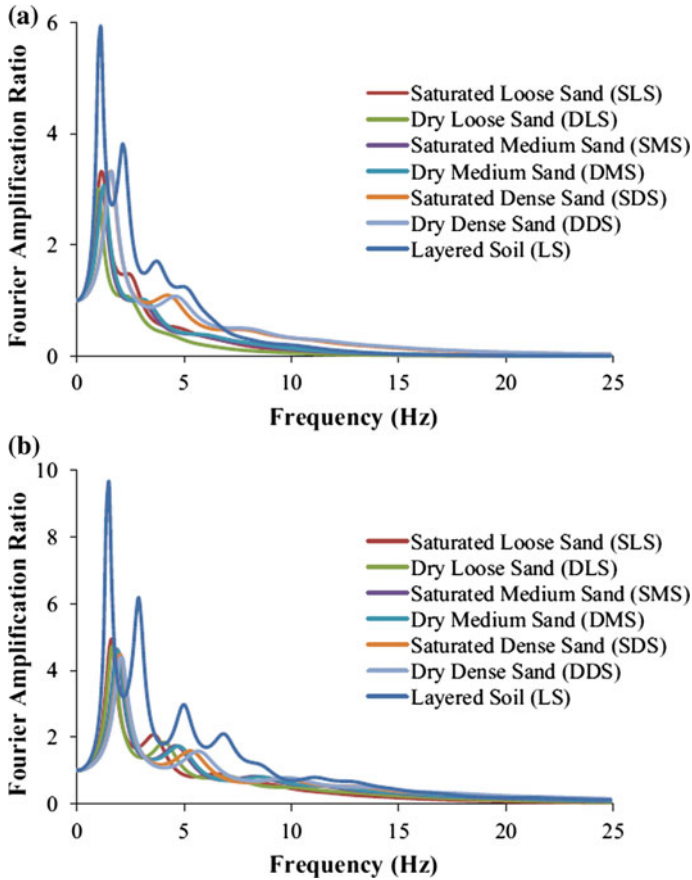 (a)
Fourier Amplification Ratio
6
4
2
0
Saturated Loose Sand (SLS)
Dry Loose Sand (DLS)
Saturated Medium Sand (SMS)
Dry Medium Sand (DMS)
Saturated Dense Sand (SDS)
Dry Dense Sand (DDS)
Layered Soil (LS)
0 5 10 15 20 25
Frequency (Hz)
(b)
Fourier Amplification Ratio
10
8
6
4
2
0
Saturated Loose Sand (SLS)
Dry Loose Sand (DLS)
Saturated Medium Sand (SMS)
Dry Medium Sand (DMS)
Saturated Dense Sand (SDS)
Dry Dense Sand (DDS)
Layered Soil (LS)
0 5 10 15 20 25
Frequency (Hz)